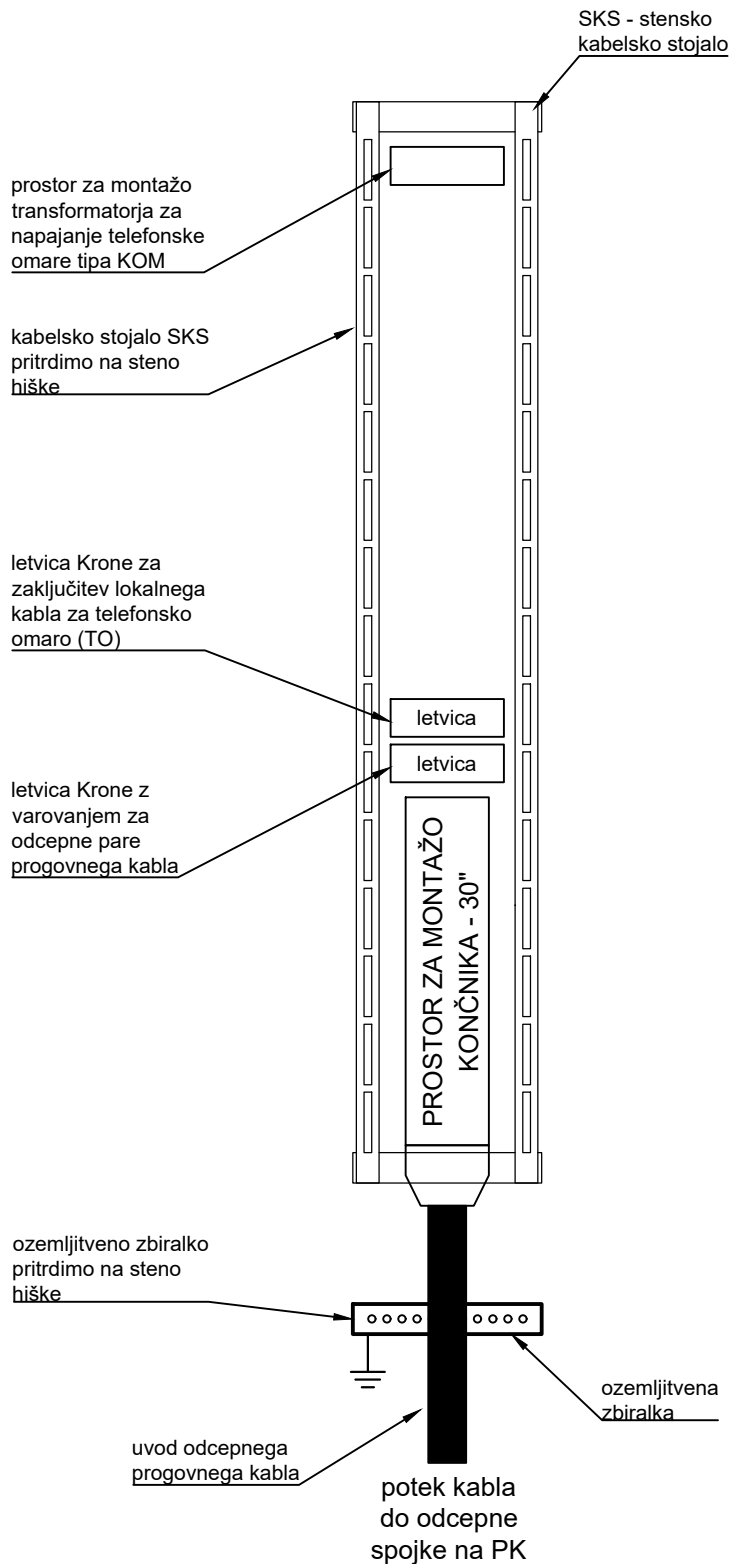 SKS - stensko
kabelsko stojalo
prostor za montažo
transformatorja za
napajanje telefonske
omare tipa KOM
kabelsko stojalo SKS
pritrdimo na steno
hiške
letvica Krone za
zaključitev lokalnega
kabla za telefonsko
omaro (TO)
letvica
letvica
letvica Krone z
varovanjem za
odcepne pare
progovnega kabla
PROSTOR ZA MONTAŽO
KONČNIKA - 30"
ozemljitveno zbiralko
pritrdimo na steno
hiške
ozemljitvena
zbiralka
uvod odcepnega
progovnega kabla
potek kabla
do odcepne
spojke na PK